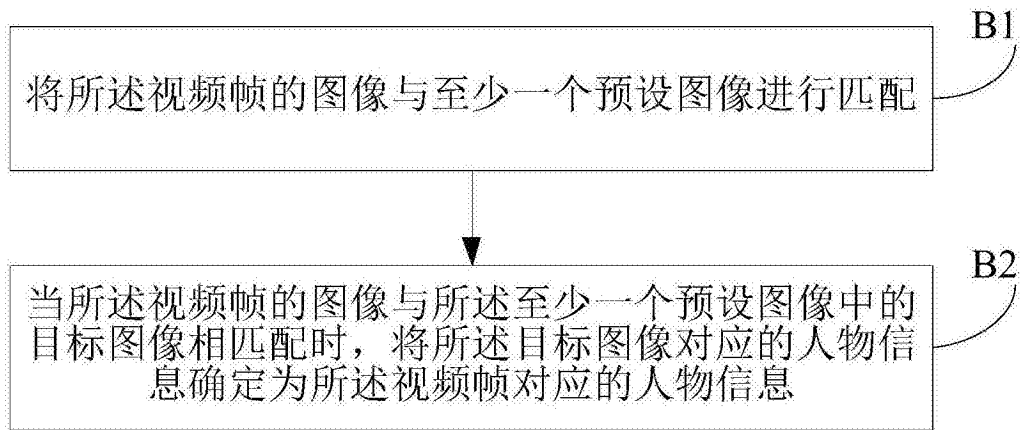 B1
将所述视频帧的图像与至少一个预设图像进行匹配
B2
当所述视频帧的图像与所述至少一个预设图像中的
目标图像相匹配时，将所述目标图像对应的人物信
息确定为所述视频帧对应的人物信息